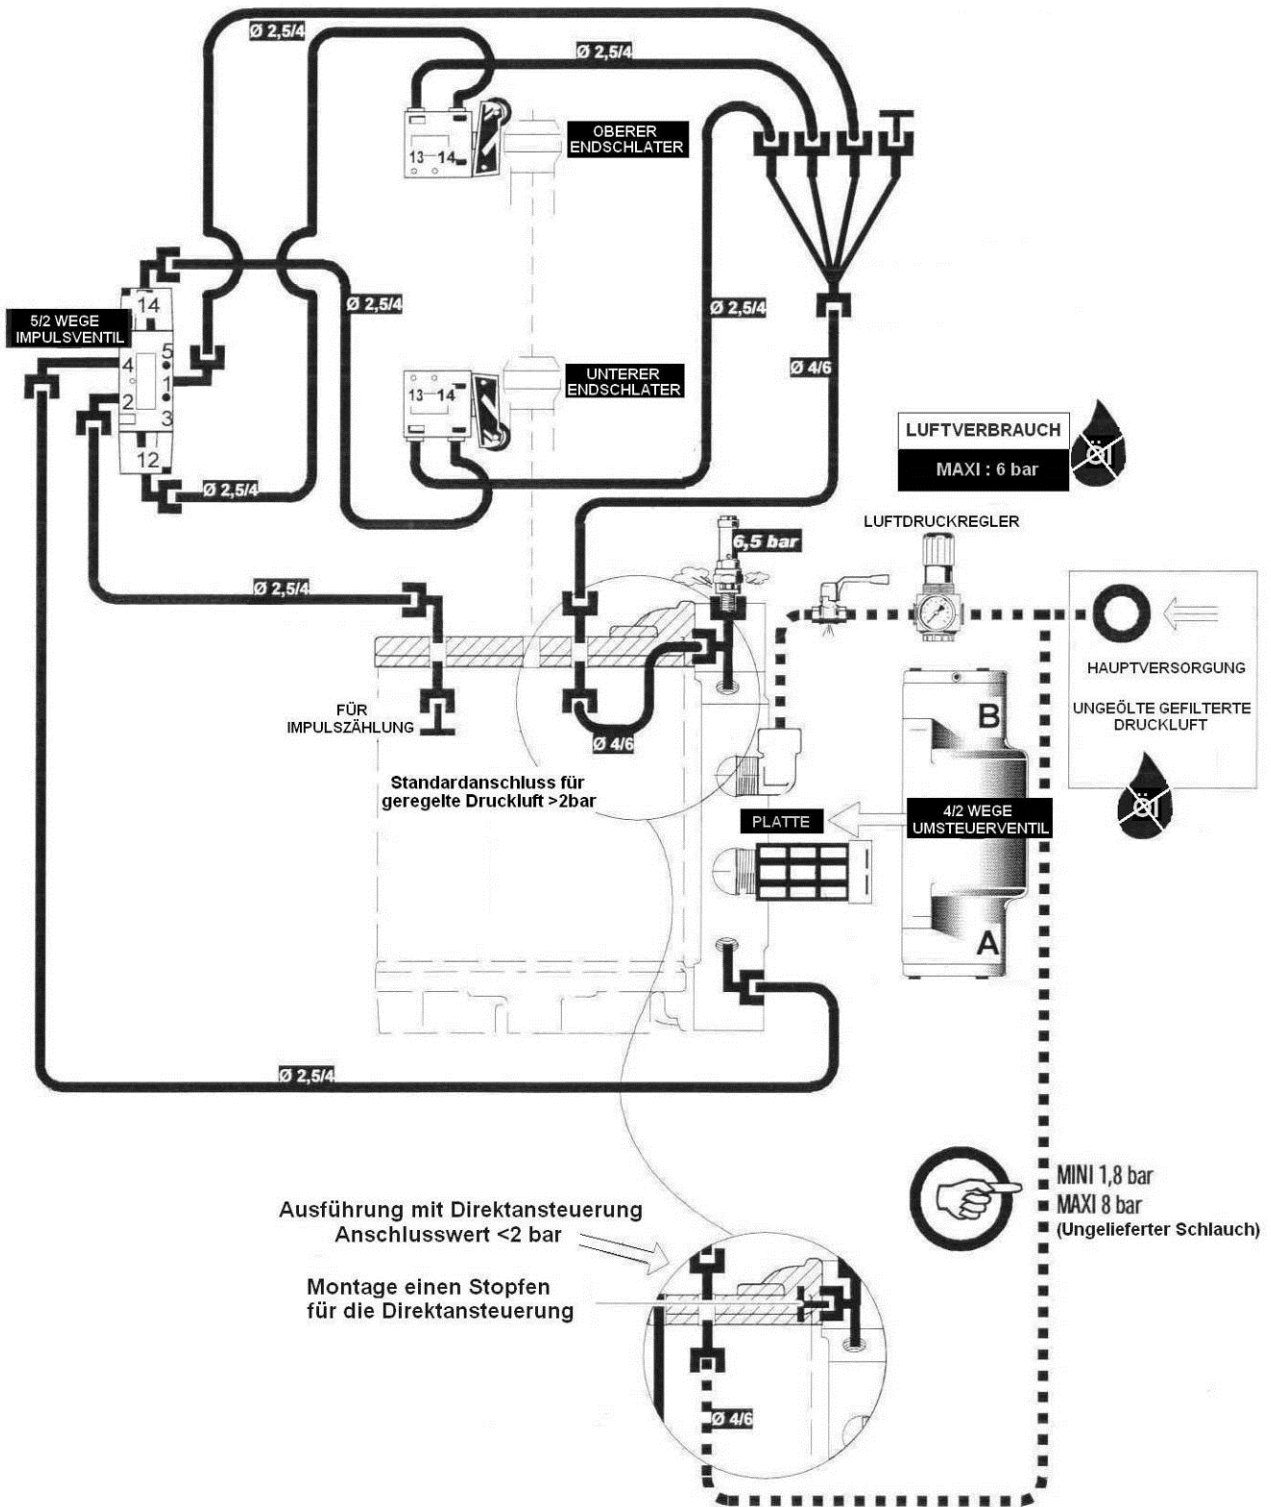 Ø 2,5/4
Ø 2,5/4
OBERER
ENDSCHLATER
13 14
14
Ø 2,5/4
Ø 2,5/4
5/2 WEGE
IMPULSVENTIL
5
4
1
2
3
12
UNTERER
ENDSCHLATER
13 14
Ø 4/6
Ø 2,5/4
LUFTVERBRAUCH
MAXI : 6 bar
Öl
LUFTDRUCKREGLER
6,5 bar
Ø 2,5/4
HAUPTVERSORGUNG
UNGEÖLTE GEFILTERTE
DRUCKLUFT
Öl
FÜR
IMPULSZÄHLUNG
Ø 4/6
B
Standardanschluss für
geregelte Druckluft >2bar
PLATTE
4/2 WEGE
UMSTEUERVENTIL
A
Ø 2,5/4
MINI 1,8 bar
MAXI 8 bar
(Ungelieferter Schlauch)
Ausführung mit Direktansteuerung
Anschlusswert <2 bar
Montage einen Stopfen
für die Direktansteuerung
Ø 4/6